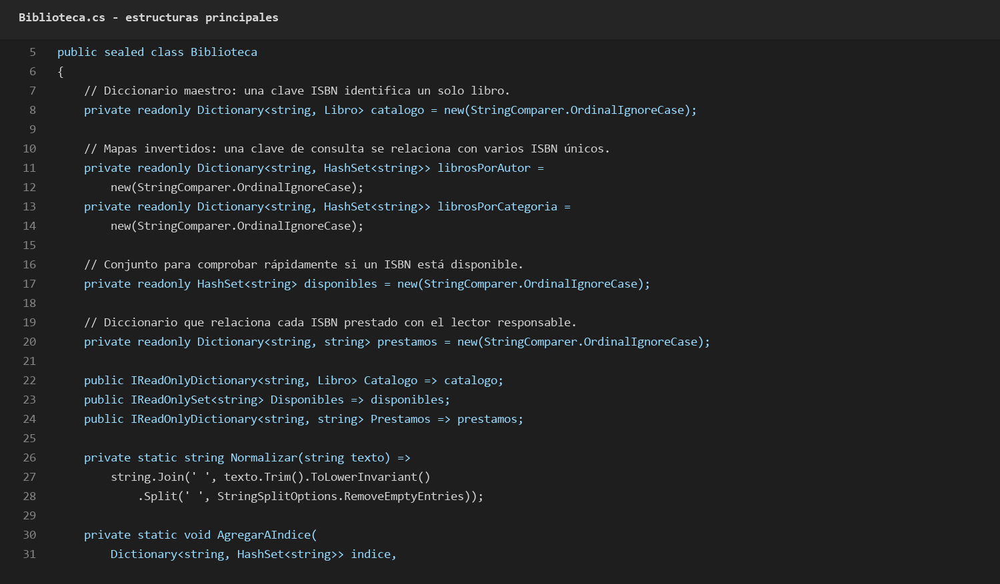 Biblioteca.cs - estructuras principales
5 public sealed class Biblioteca
6 {
7 // Diccionario maestro: una clave ISBN identifica un solo libro.
8 private readonly Dictionary<string, Libro> catalogo = new(StringComparer.OrdinalIgnoreCase);
9
10 // Mapas invertidos: una clave de consulta se relaciona con varios ISBN únicos.
11 private readonly Dictionary<string, HashSet<string>> librosPorAutor =
12 new(StringComparer.OrdinalIgnoreCase);
13 private readonly Dictionary<string, HashSet<string>> librosPorCategoria =
14 new(StringComparer.OrdinalIgnoreCase);
15
16 // Conjunto para comprobar rápidamente si un ISBN está disponible.
17 private readonly HashSet<string> disponibles = new(StringComparer.OrdinalIgnoreCase);
18
19 // Diccionario que relaciona cada ISBN prestado con el lector responsable.
20 private readonly Dictionary<string, string> prestamos = new(StringComparer.OrdinalIgnoreCase);
21
22 public IReadOnlyDictionary<string, Libro> Catalogo => catalogo;
23 public IReadOnlySet<string> Disponibles => disponibles;
24 public IReadOnlyDictionary<string, string> Prestamos => prestamos;
25
26 private static string Normalizar(string texto) =>
27 string.Join(' ', texto.Trim().ToLowerInvariant()
28 .Split(' ', StringSplitOptions.RemoveEmptyEntries));
29
30 private static void AgregarAIndice(
31 Dictionary<string, HashSet<string>> indice,